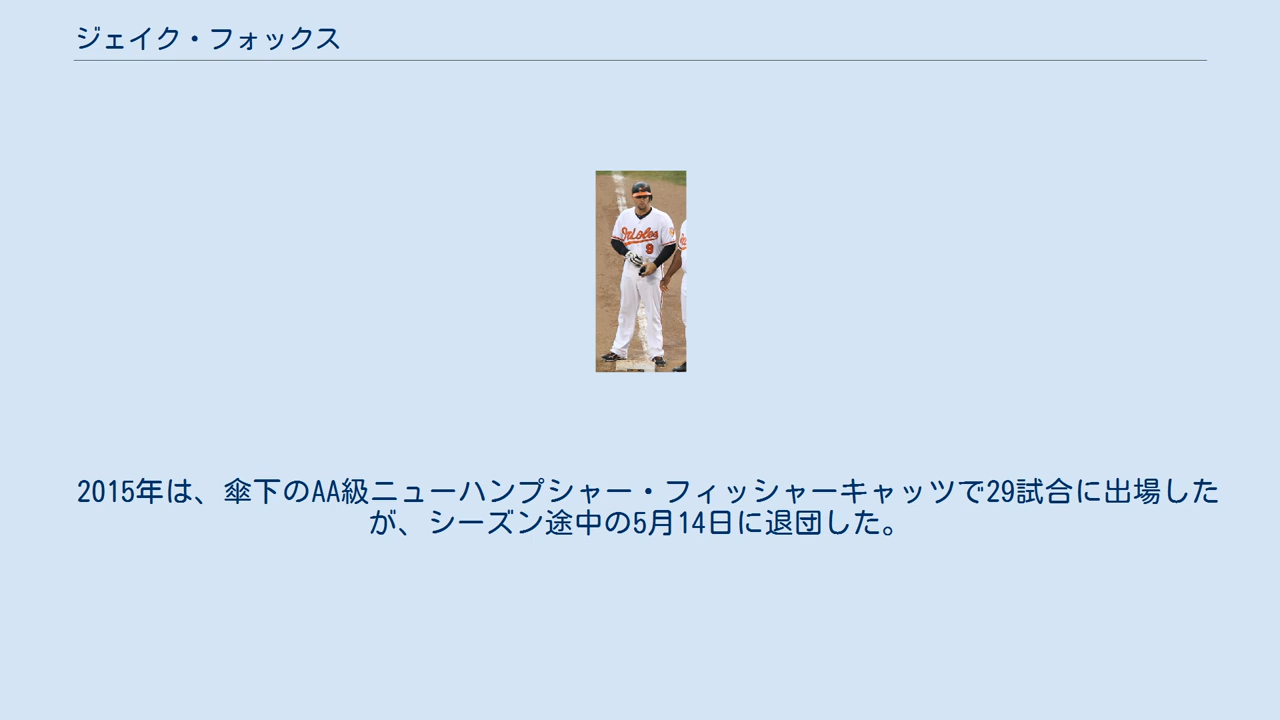 ジェイク・フォックス
Orioles
9
2015年は、傘下のAA級ニューハンプシャー・フィッシャーキャッツで29試合に出場した
が、シーズン途中の5月14日に退団した。